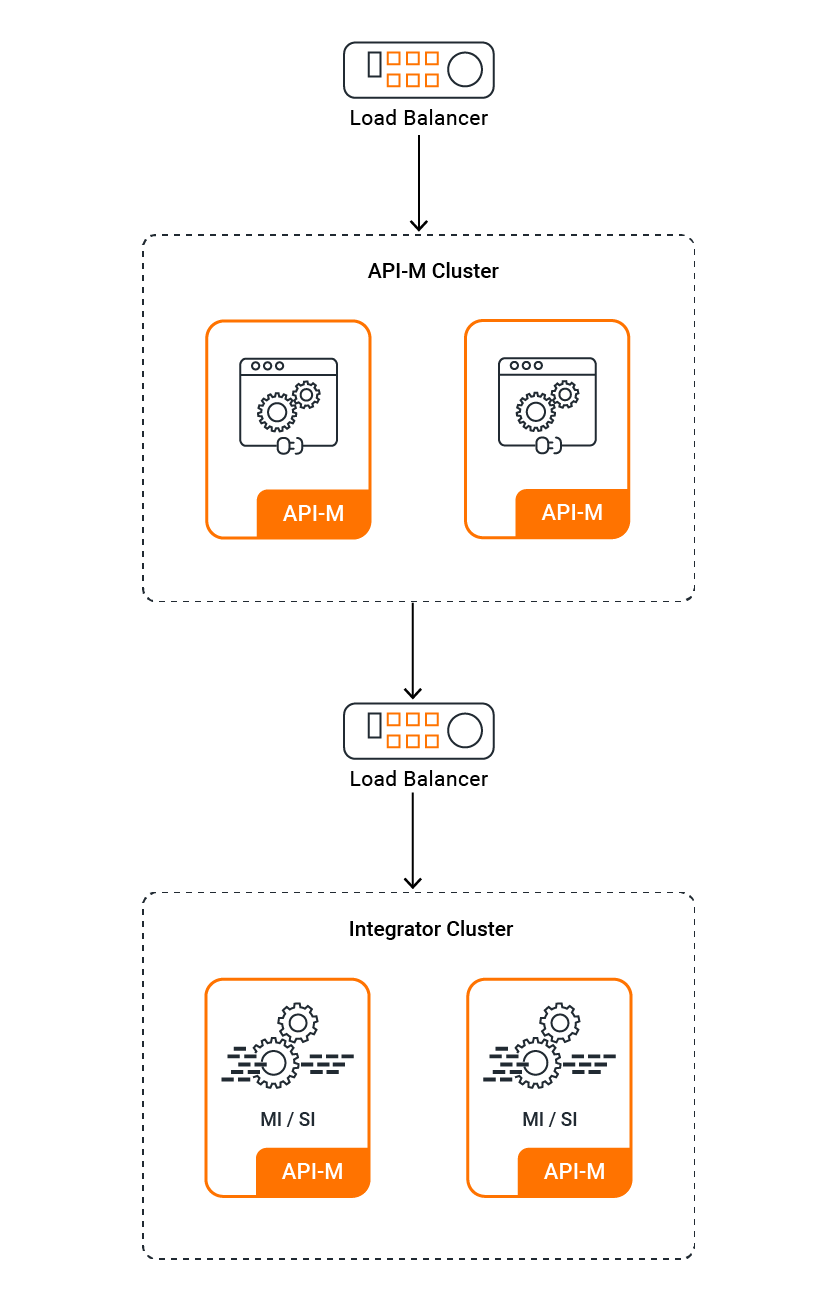 Load Balancer
API-M Cluster
API-M
API-M
Load Balancer
Integrator Cluster
MI / SI
MI / SI
API-M
API-M